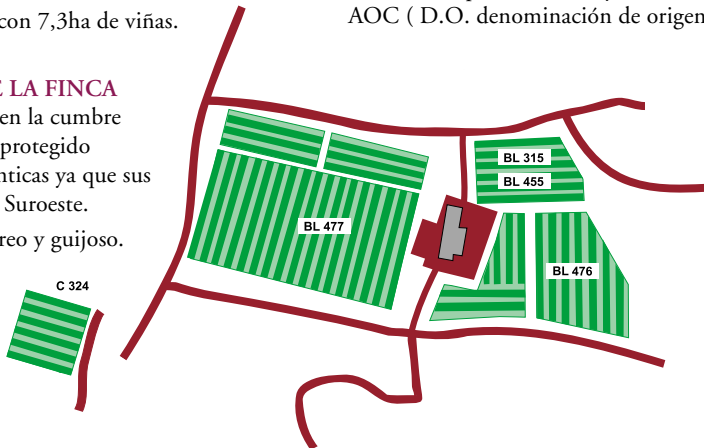 con 7,3ha de viñas.
AOC ( D.O. denominación de origen
LA FINCA
en la cumbre
protegido
nticas ya que sus
Suroeste.
reo y guijoso.
BL 315
BL 455
BL 477
BL 476
C 324